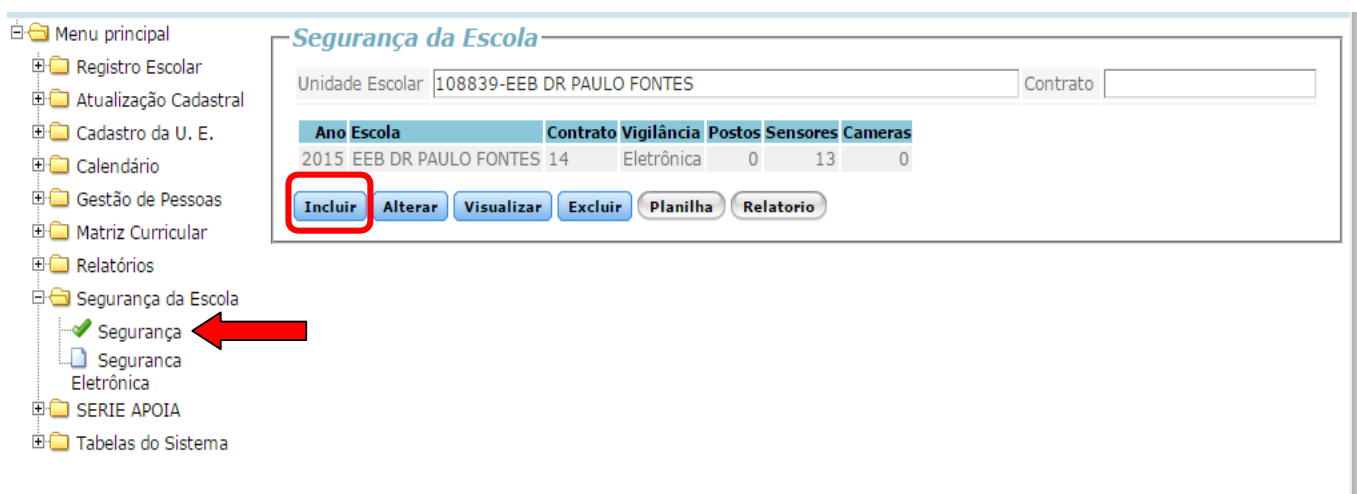 Menu principal
Registro Escolar
Atualização Cadastral
Cadastro da U. E.
Calendário
Gestão de Pessoas
Matriz Curricular
Relatórios
Segurança da Escola
Segurança
Seguranca
Eletrônica
SERIE APOIA
Tabelas do Sistema
Segurança da Escola
Unidade Escolar 108839-EEB DR PAULO FONTES Contrato
Ano Escola Contrato Vigilância Postos Sensores Cameras
2015 EEB DR PAULO FONTES 14 Eletrônica 0 13 0
Incluir Alterar Visualizar Excluir Planilha Relatorio